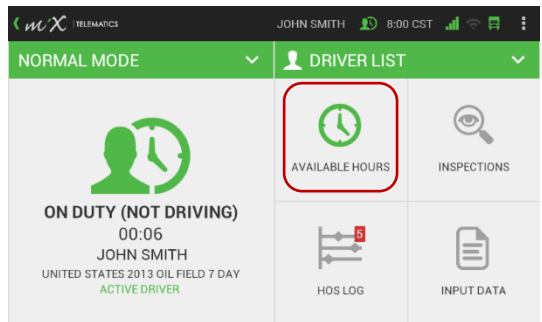 miX TELEMATICS
JOHN SMITH 8:00 CST
NORMAL MODE
DRIVER LIST
ON DUTY (NOT DRIVING)
00:06
JOHN SMITH
UNITED STATES 2013 OIL FIELD 7 DAY
ACTIVE DRIVER
AVAILABLE HOURS
INSPECTIONS
5
HOS LOG
INPUT DATA